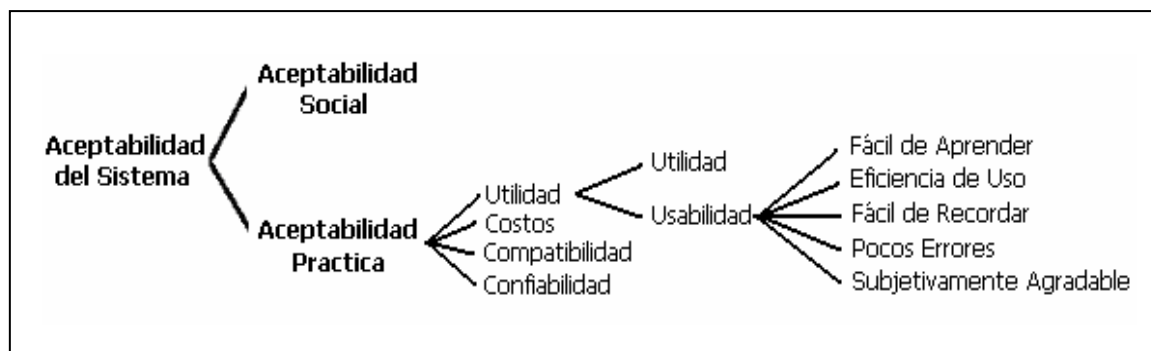 Aceptabilidad
Social
Aceptabilidad
del Sistema
Aceptabilidad
Practica
Utilidad
Costos
Compatibilidad
Confiabilidad
Utilidad
Usabilidad
Fácil de Aprender
Eficiencia de Uso
Fácil de Recordar
Pocos Errores
Subjetivamente Agradable